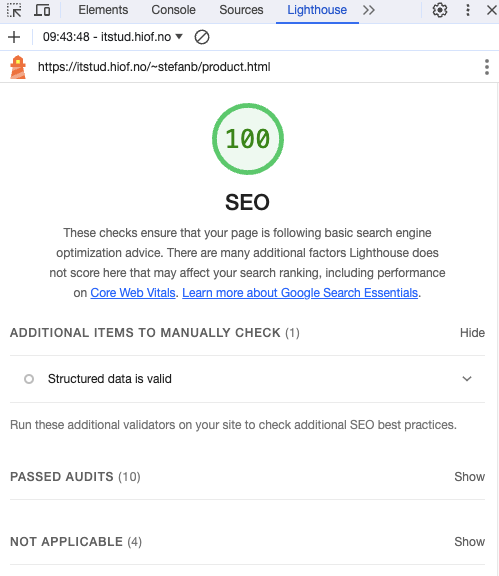 Elements Console Sources Lighthouse
09:43:48 - itstud.hiof.no
https://itstud.hiof.no/~stefanb/product.html
100
SEO
These checks ensure that your page is following basic search engine
optimization advice. There are many additional factors Lighthouse does
not score here that may affect your search ranking, including performance
on Core Web Vitals. Learn more about Google Search Essentials.
ADDITIONAL ITEMS TO MANUALLY CHECK (1) Hide
Structured data is valid
Run these additional validators on your site to check additional SEO best practices.
PASSED AUDITS (10) Show
NOT APPLICABLE (4) Show